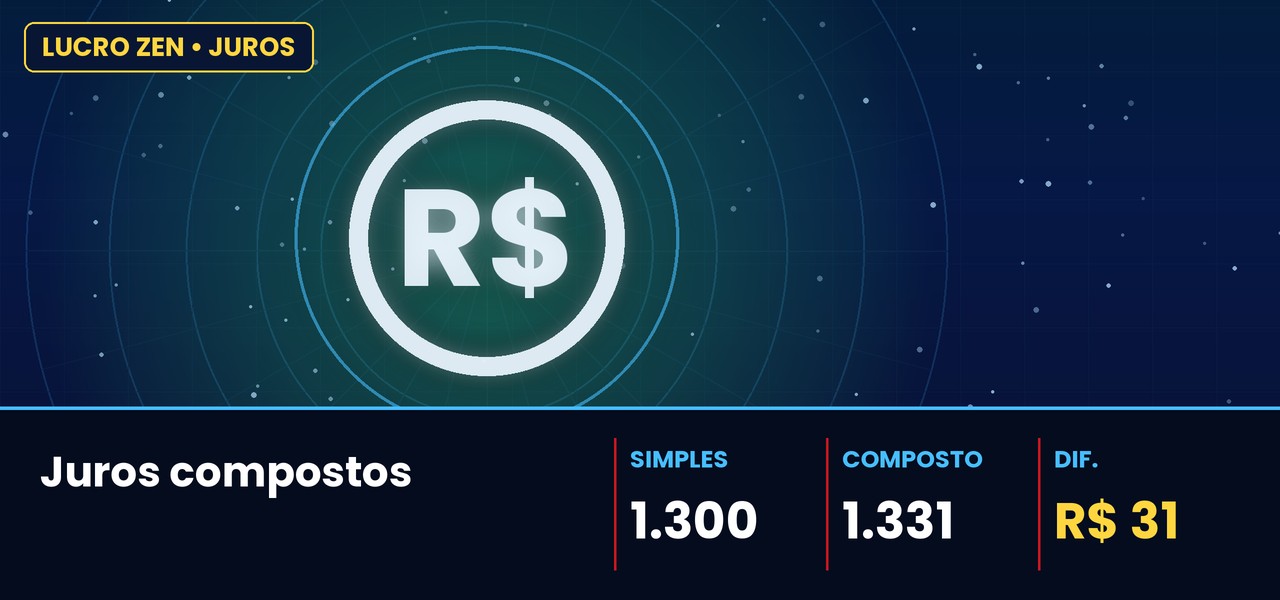 LUCRO ZEN • JUROS
R$
Juros compostos
SIMPLES
1.300
COMPOSTO
1.331
DIF.
R$ 31